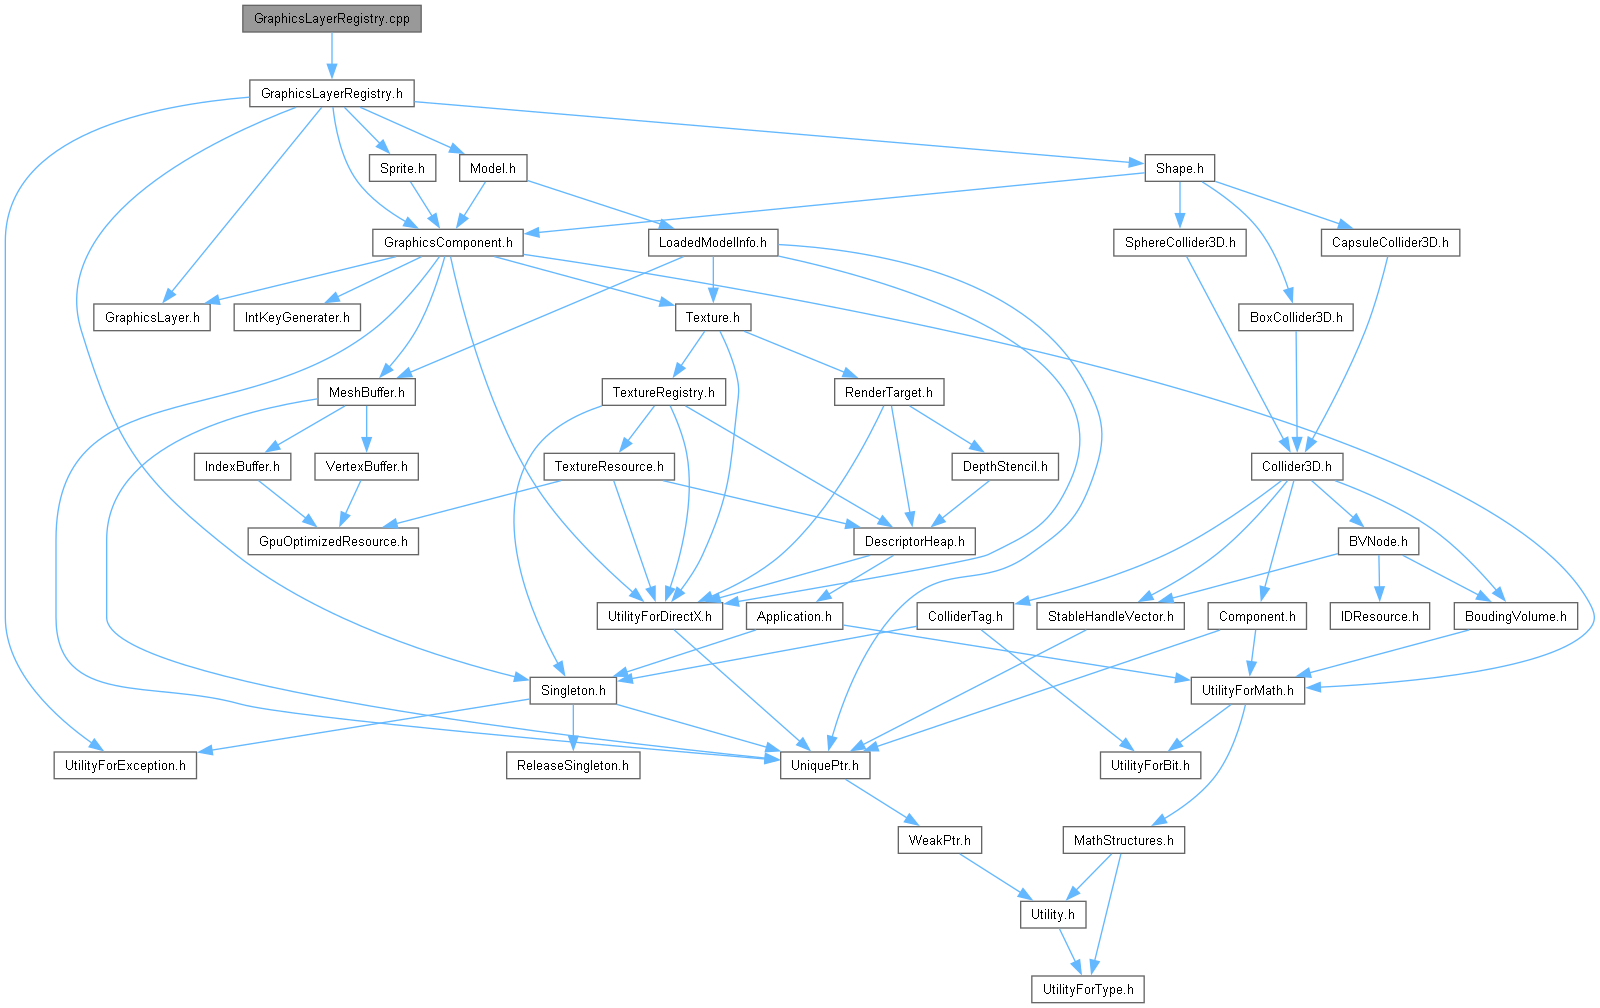 GraphicsLayerRegistry.cpp
GraphicsLayerRegistry.h
Sprite.h
Model.h
Shape.h
GraphicsComponent.h
LoadedModelInfo.h
SphereCollider3D.h
CapsuleCollider3D.h
GraphicsLayer.h
IntKeyGenerater.h
Texture.h
BoxCollider3D.h
MeshBuffer.h
TextureRegistry.h
RenderTarget.h
IndexBuffer.h
VertexBuffer.h
TextureResource.h
DepthStencil.h
Collider3D.h
GpuOptimizedResource.h
DescriptorHeap.h
BVNode.h
UtilityForDirectX.h
Application.h
ColliderTag.h
StableHandleVector.h
Component.h
IDResource.h
BoudingVolume.h
Singleton.h
UtilityForMath.h
UtilityForException.h
ReleaseSingleton.h
UniquePtr.h
UtilityForBit.h
WeakPtr.h
MathStructures.h
Utility.h
UtilityForType.h